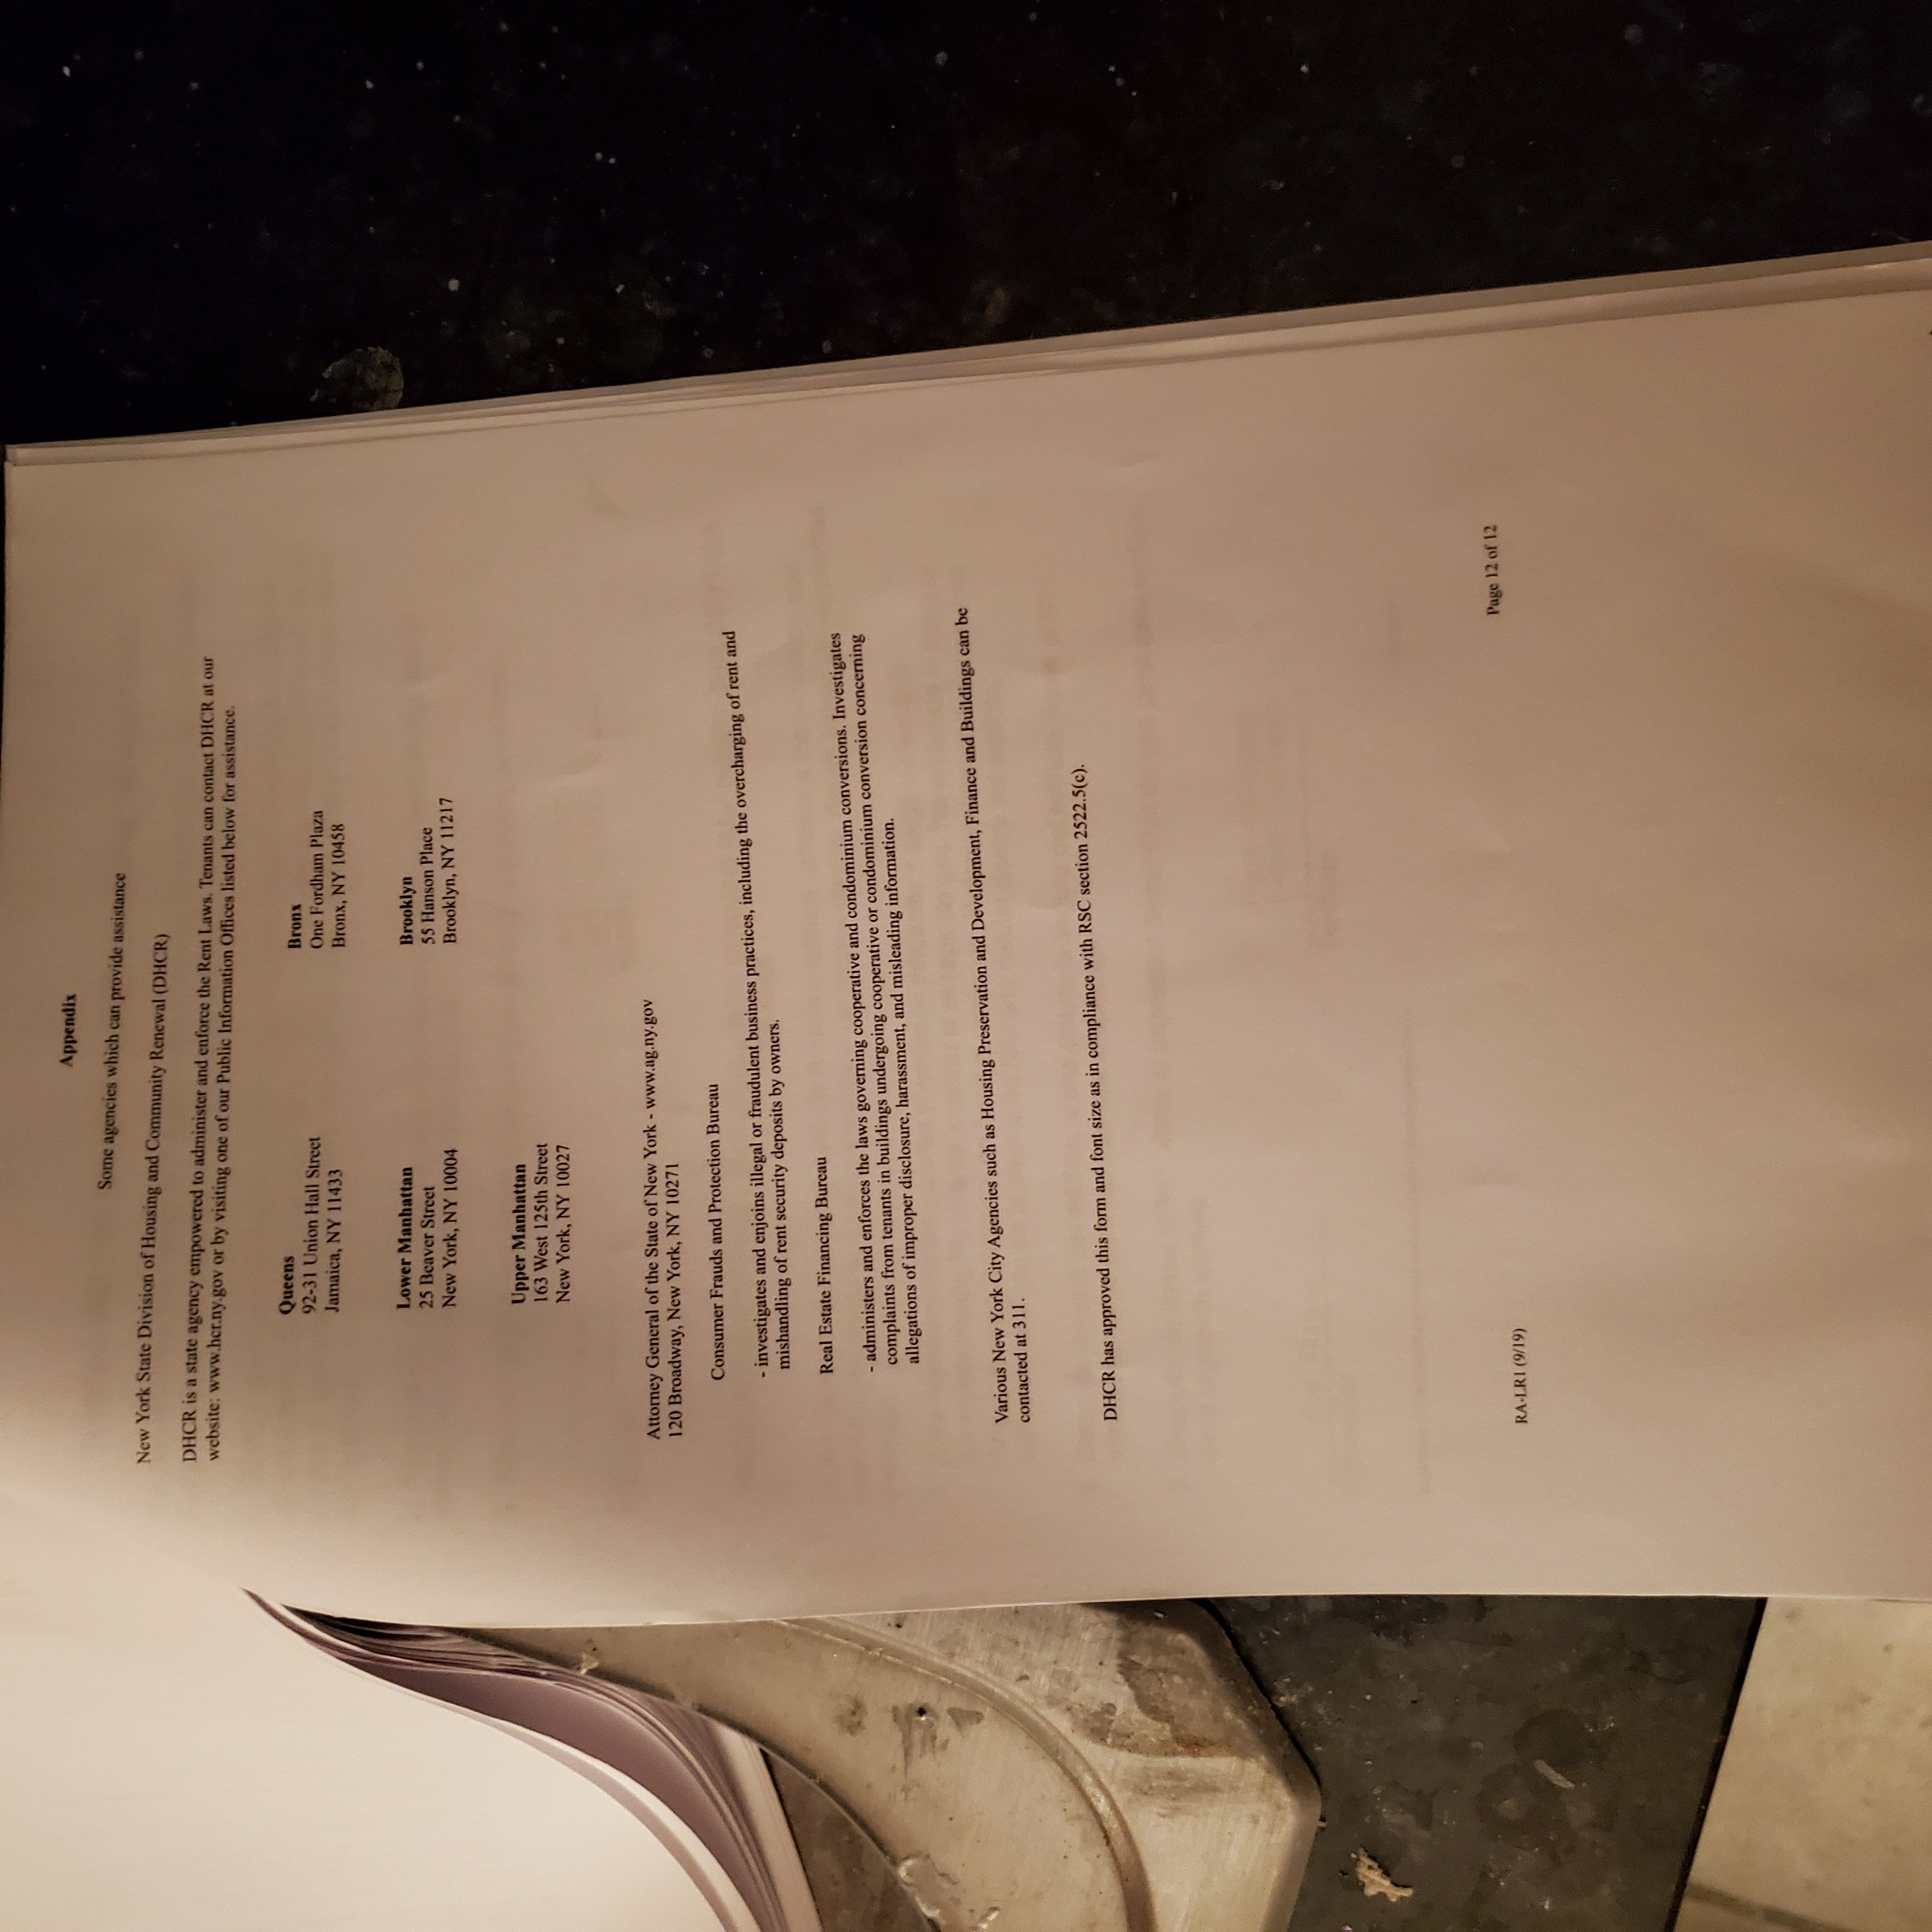 Appendix
Some agencies which can provide assistance
New York State Division of Housing and Community Renewal (DHCR)
DHCR is a state agency empowered to administer and enforce the Rent Laws. Tenants can contact DHCR at our
website: www.hcr.ny.gov or by visiting one of our Public Information Offices listed below for assistance.
Queens
92-31 Union Hall Street
Jamaica, NY 11433
Bronx
One Fordham Plaza
Bronx, NY 10458
Lower Manhattan
25 Beaver Street
New York, NY 10004
Brooklyn
55 Hanson Place
Brooklyn, NY 11217
Upper Manhattan
163 West 125th Street
New York, NY 10027
Attorney General of the State of New York - www.ag.ny.gov
120 Broadway, New York, NY 10271
Consumer Frauds and Protection Bureau
- investigates and enjoins illegal or fraudulent business practices, including the overcharging of rent and
mishandling of rent security deposits by owners.
Real Estate Financing Bureau
- administers and enforces the laws governing cooperative and condominium conversions. Investigates
complaints from tenants in buildings undergoing cooperative or condominium conversion concerning
allegations of improper disclosure, harassment, and misleading information.
Various New York City Agencies such as Housing Preservation and Development, Finance and Buildings can be
contacted at 311.
DHCR has approved this form and font size as in compliance with RSC section 2522.5(c).
RA-LR1 (9/19)
Page 12 of 12